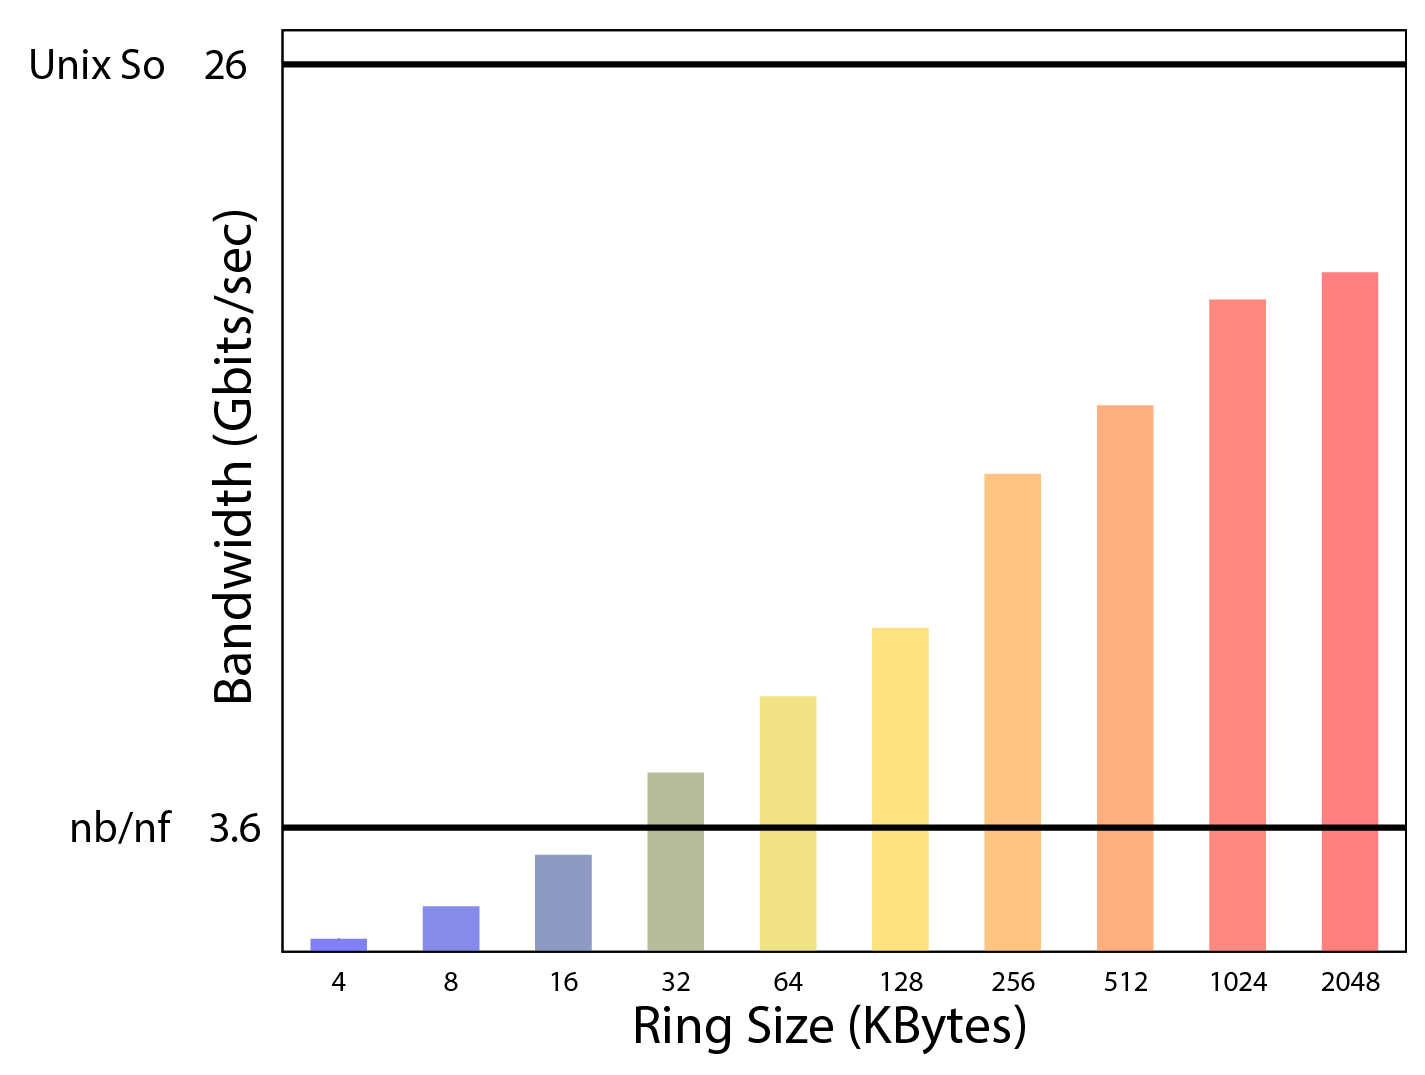 Unix So 26
Bandwidth (Gbits/sec)
nb/nf 3.6
4 8 16 32 64 128 256 512 1024 2048
Ring Size (KBytes)